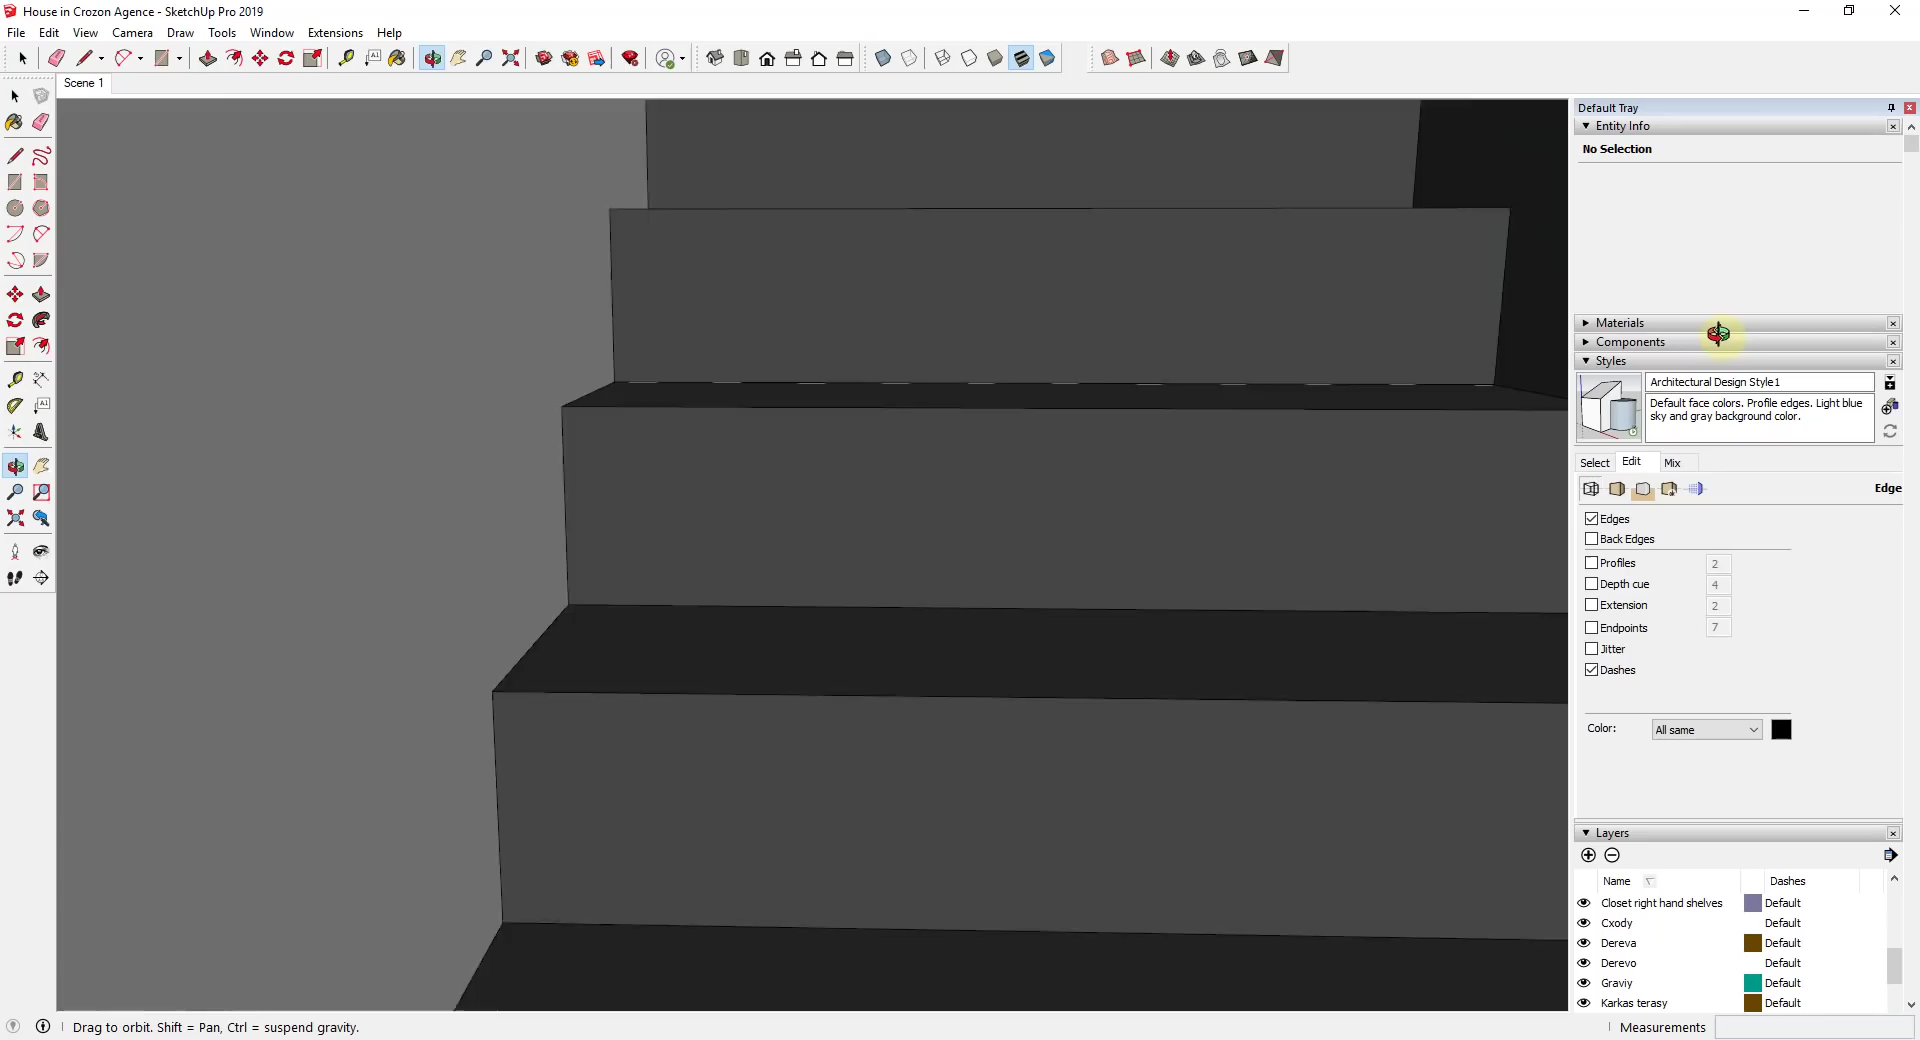 House in Crozon Agence - SketchUp Pro 2019
File Edit View Camera Draw Tools Window Extensions Help
Scene 1
Default Tray
Entity Info
No Selection
Materials
Components
Styles
Architectural Design Style1
Default face colors. Profile edges. Light blue
sky and gray background color.
Select Edit Mix
Edge
Edges
Back Edges
Profiles 2
Depth cue 4
Extension 2
Endpoints 7
Jitter
Dashes
Color: All same
Layers
Name Dashes
Closet right hand shelves Default
Cxody Default
Dereva Default
Derevo Default
Graviy Default
Karkas terasy Default
Drag to orbit. Shift = Pan, Ctrl = suspend gravity.
Measurements